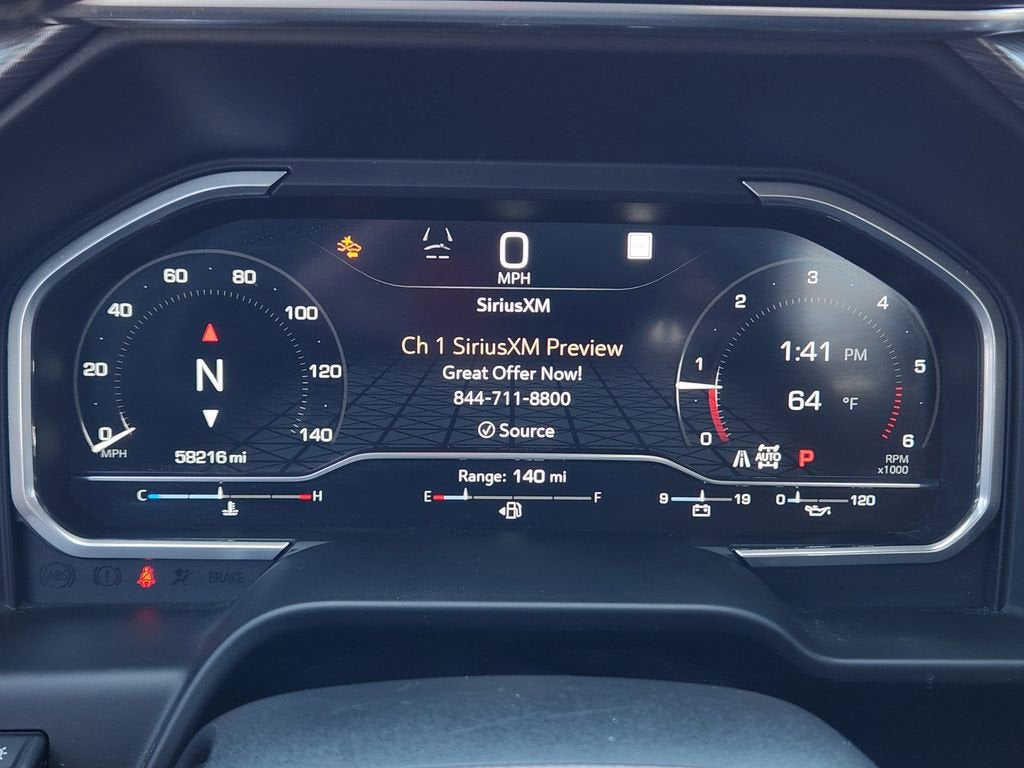 0
MPH
SiriusXM
Ch 1 SiriusXM Preview
Great Offer Now!
844-711-8800
Source
0 20 40 60 80 100 120 140
MPH
N
58216 mi
0 1 2 3 4 5 6
1:41 PM
64 °F
AUTO
P
RPM
x1000
Range: 140 mi
C H
E F
9 19
0 120
ABS
BRAKE